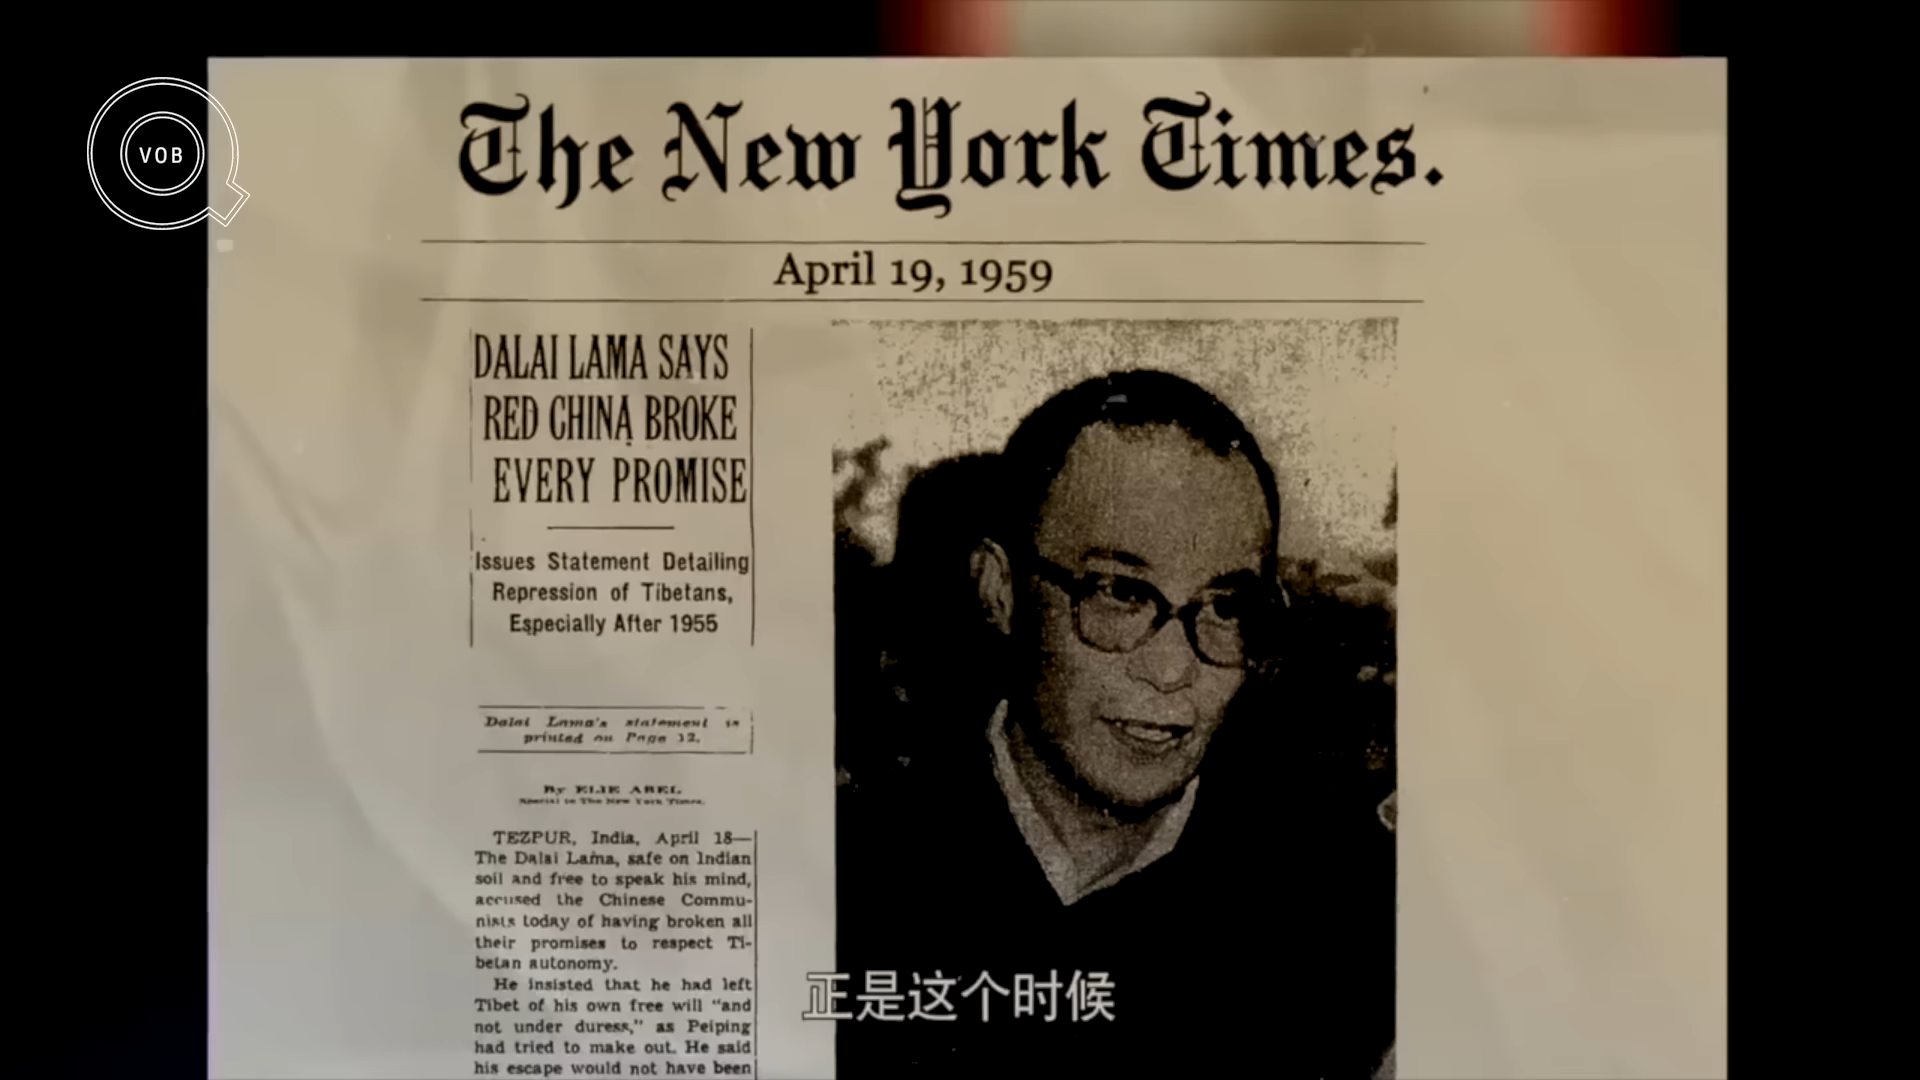 VOB
The New York Times.
April 19, 1959
DALAI LAMA SAYS
RED CHINA BROKE
EVERY PROMISE
Issues Statement Detailing
Repression of Tibetans,
Especially After 1955
Dalai Lama's statement is
printed on Page 12.
By ELIE ABEL
Special to The New York Times.
TEZPUR, India, April 18—
The Dalai Lama, safe on Indian
soil and free to speak his mind,
accused the Chinese Commu-
nists today of having broken all
their promises to respect Ti-
betan autonomy.
He insisted that he had left
Tibet of his own free will "and
not under duress," as Peiping
had tried to make out. He said
his escape would not have been
正是这个时候